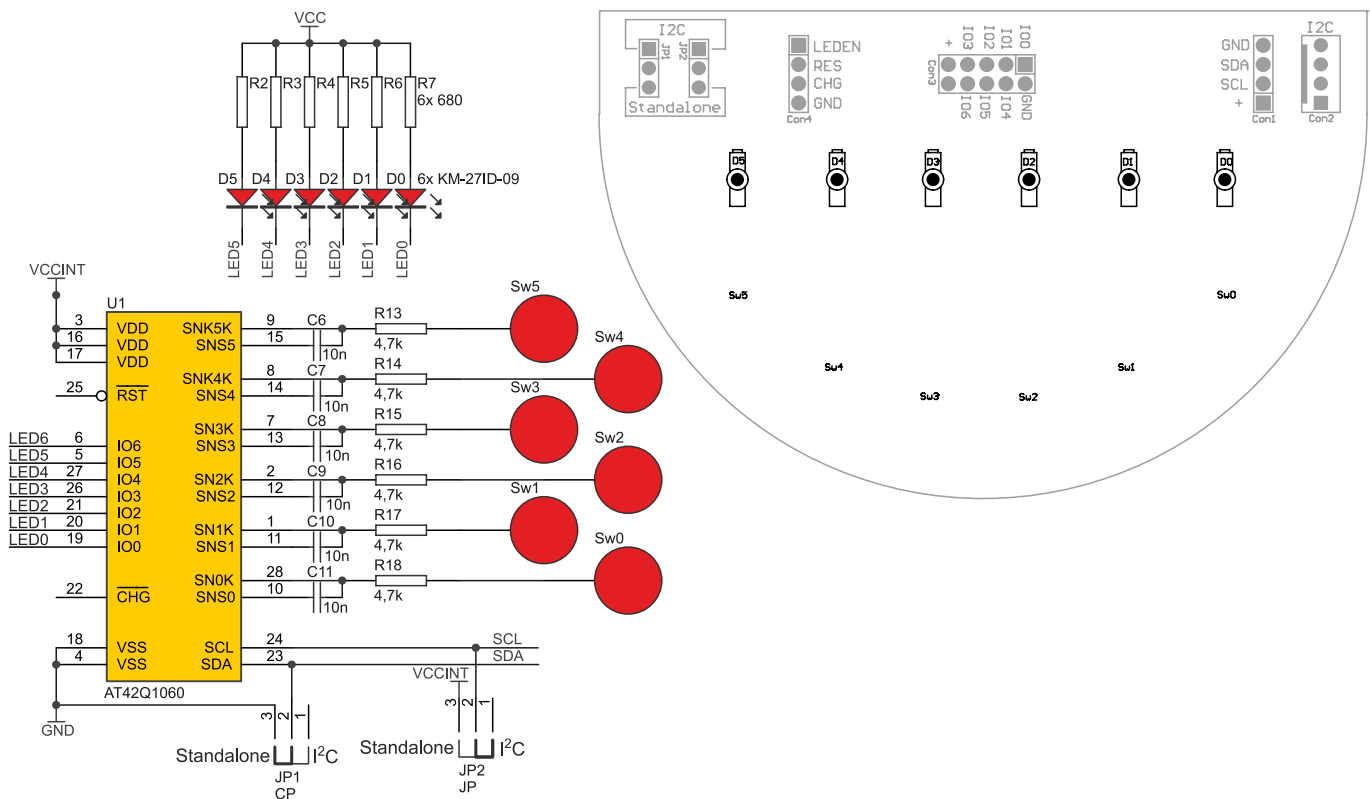 VCC
R2 R3 R4 R5 R6 R7
6x 680
D5 D4 D3 D2 D1 D0 6x KM-27ID-09
LED5 LED4 LED3 LED2 LED1 LED0
VCCINT
U1
3 VDD
16 VDD
17 VDD
25 RST
LED6 6 IO6
LED5 5 IO5
LED4 27 IO4
LED3 26 IO3
LED2 21 IO2
LED1 20 IO1
LED0 19 IO0
22 CHG
18 VSS
4 VSS
SNK5K 9 C6 R13 Sw5
SNS5 15 10n 4,7k
SNK4K 8 C7 R14 Sw4
SNS4 14 10n 4,7k
SN3K 7 C8 R15 Sw3
SNS3 13 10n 4,7k
SN2K 2 C9 R16 Sw2
SNS2 12 10n 4,7k
SN1K 1 C10 R17 Sw1
SNS1 11 10n 4,7k
SN0K 28 C11 R18 Sw0
SNS0 10 10n 4,7k
SCL 24 SCL
SDA 23 SDA
AT42Q1060
GND
VCCINT
3 2 1
Standalone I²C
JP1
CP
3 2 1
Standalone I²C
JP2
JP
I2C
JP1 JP2
Standalone
LEDEN
RES
CHG
GND
Con4
+ IO3 IO2 IO1 IO0
Con3
IO6 IO5 IO4 GND
GND
SDA
SCL
+
Con1
I2C
Con2
D5 D4 D3 D2 D1 D0
Sw5 Sw0
Sw4 Sw1
Sw3 Sw2